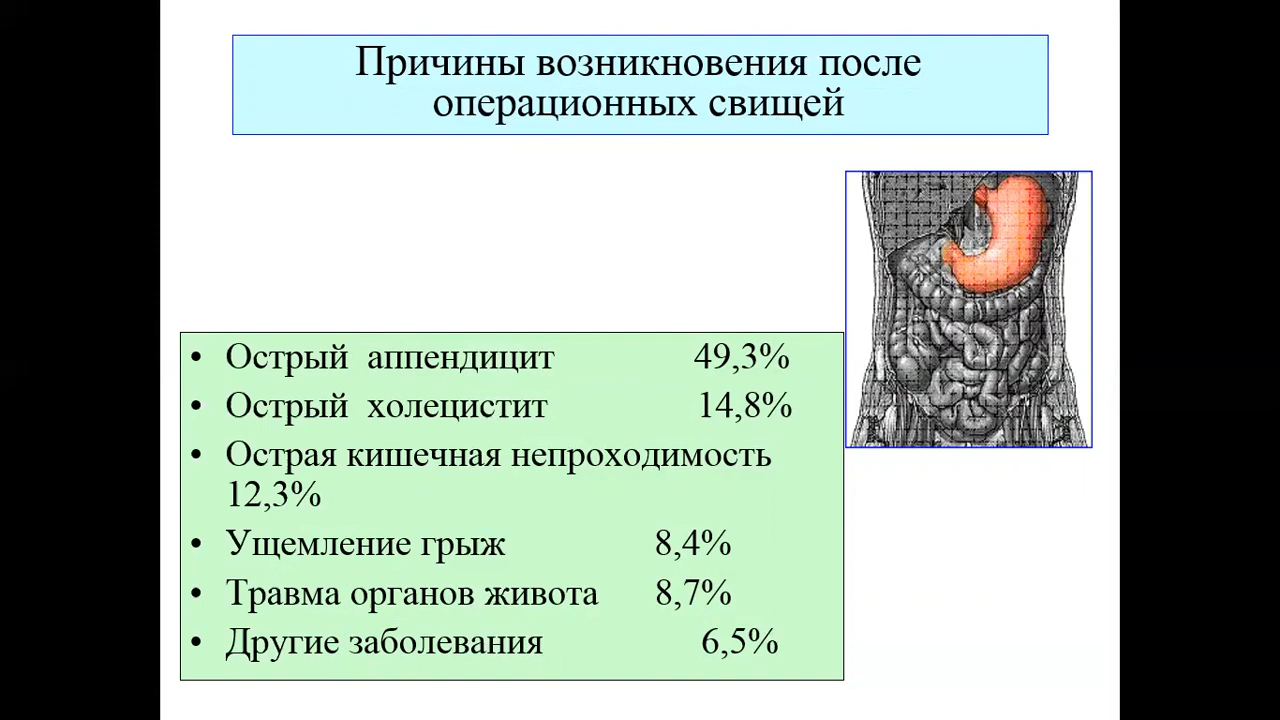 Причины возникновения после
операционных свищей
• Острый аппендицит 49,3%
• Острый холецистит 14,8%
• Острая кишечная непроходимость
12,3%
• Ущемление грыж 8,4%
• Травма органов живота 8,7%
• Другие заболевания 6,5%